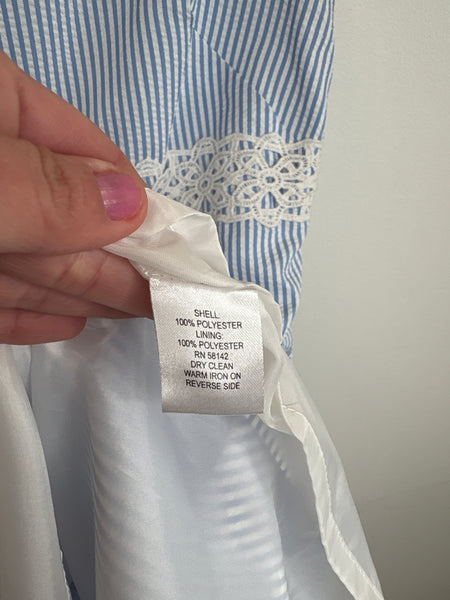 SHELL:
100% POLYESTER
LINING:
100% POLYESTER
RN 58142
DRY CLEAN
WARM IRON ON
REVERSE SIDE